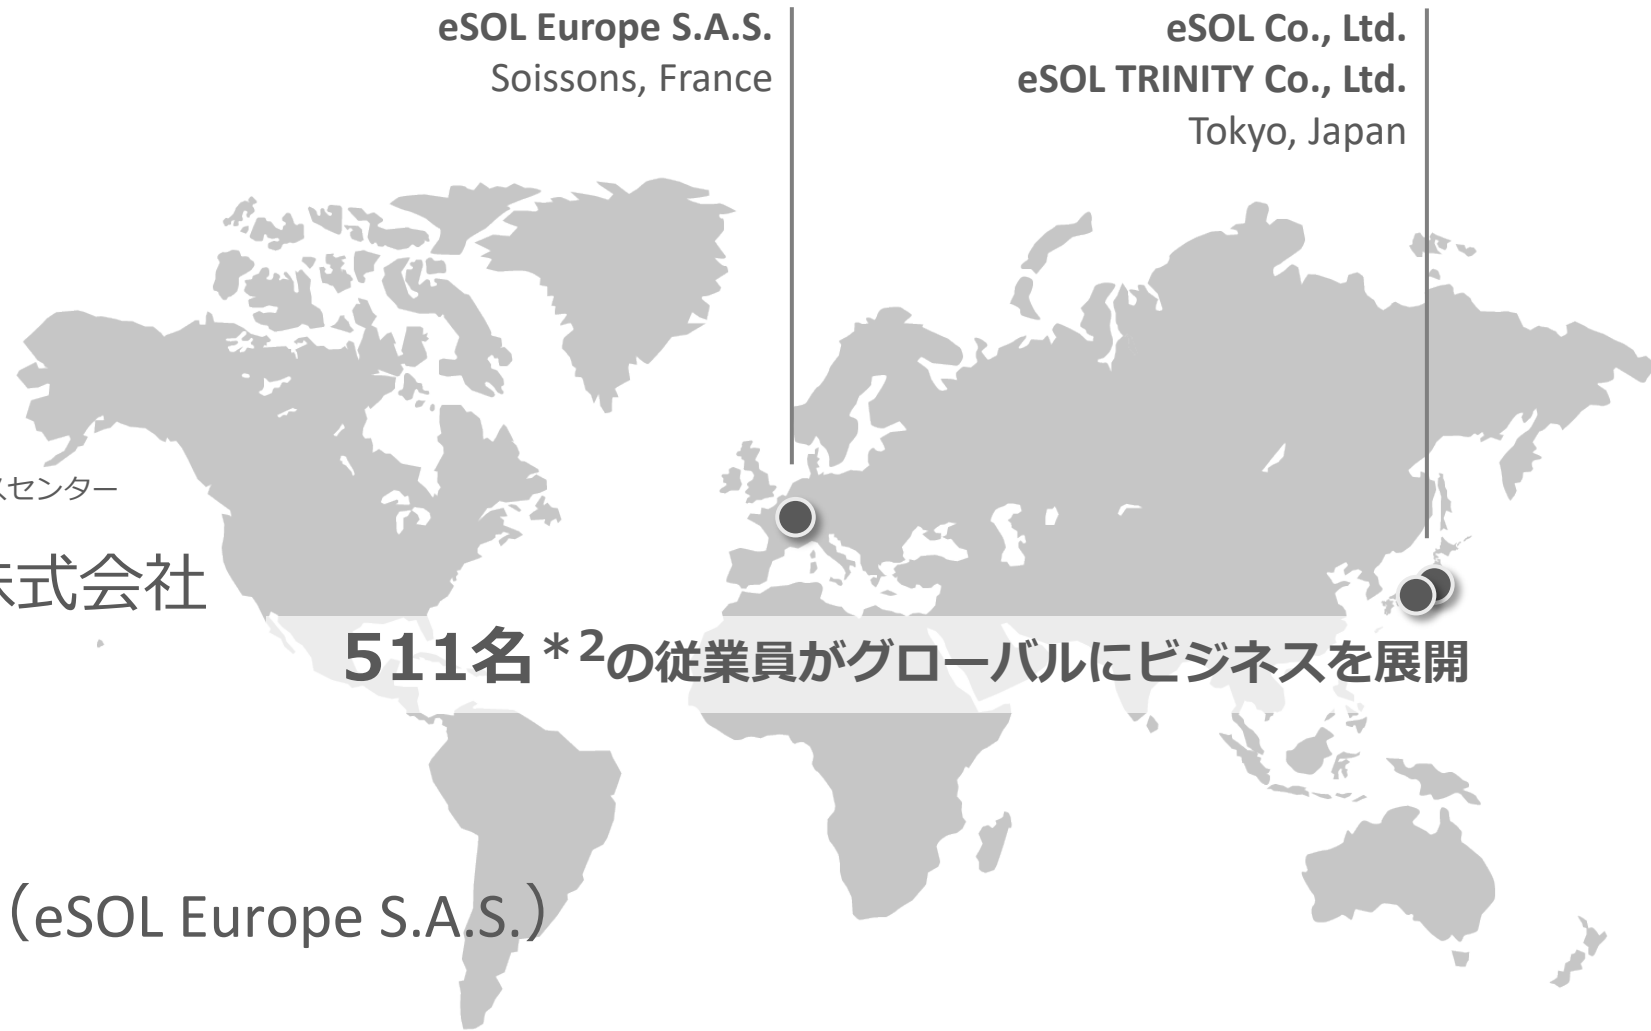 eSOL Europe S.A.S.
Soissons, France
eSOL Co., Ltd.
eSOL TRINITY Co., Ltd.
Tokyo, Japan
センター
式会社
511名*2の従業員がグローバルにビジネスを展開
（eSOL Europe S.A.S.）